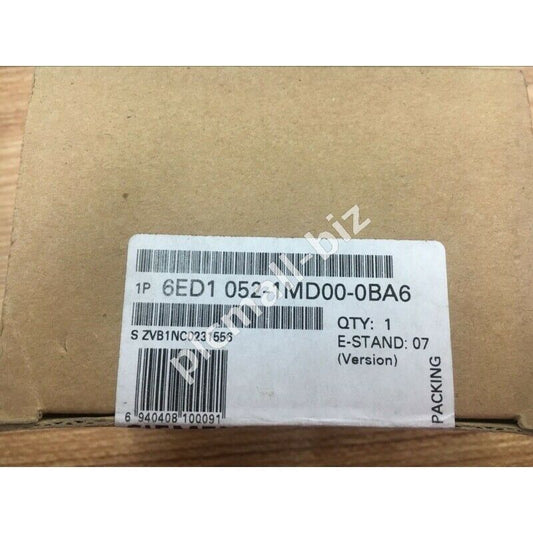 1P 6ED1 052-1MD00-0BA6
S ZVB1NC0231556
QTY: 1
E-STAND: 07
(Version)
6 940408 100091
PACKING
plcmall-biz